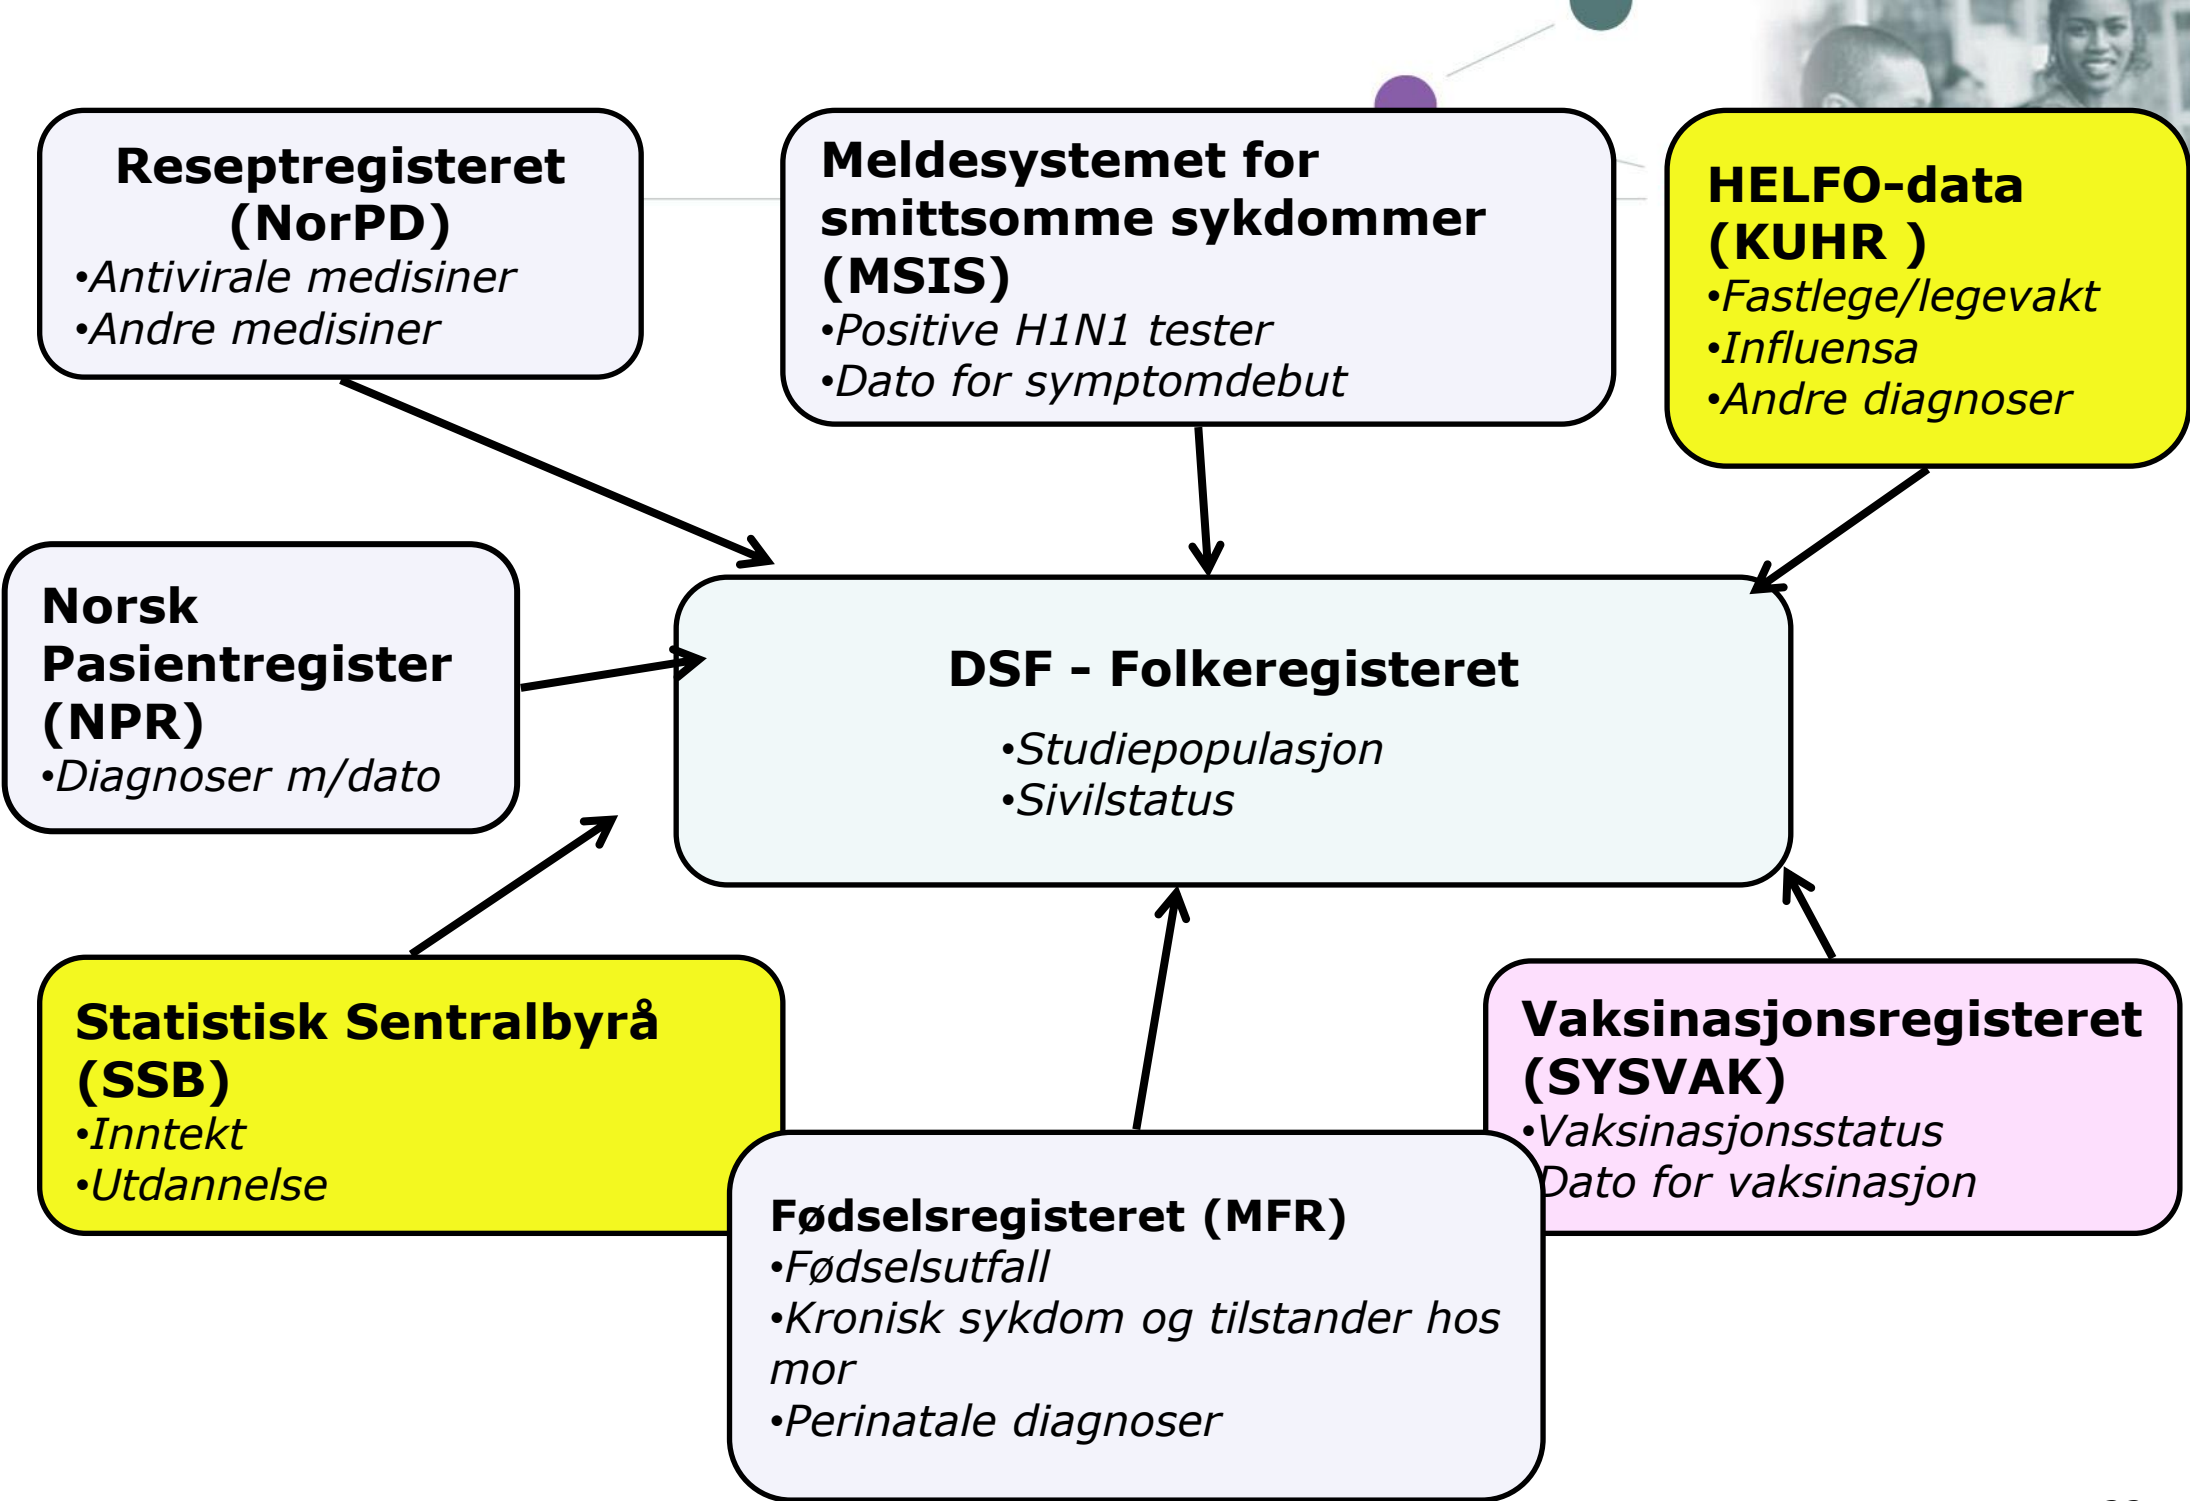 Reseptregisteret
(NorPD)
•Antivirale medisiner
•Andre medisiner
Meldesystemet for
smittsomme sykdommer
(MSIS)
•Positive H1N1 tester
•Dato for symptomdebut
HELFO-data
(KUHR )
•Fastlege/legevakt
•Influensa
•Andre diagnoser
Norsk
Pasientregister
(NPR)
•Diagnoser m/dato
DSF – Folkeregisteret
•Studiepopulasjon
•Sivilstatus
Statistisk Sentralbyrå
(SSB)
•Inntekt
•Utdannelse
Vaksinasjonsregisteret
(SYSVAK)
•Vaksinasjonsstatus
Dato for vaksinasjon
Fødselsregisteret (MFR)
•Fødselsutfall
•Kronisk sykdom og tilstander hos
mor
•Perinatale diagnoser